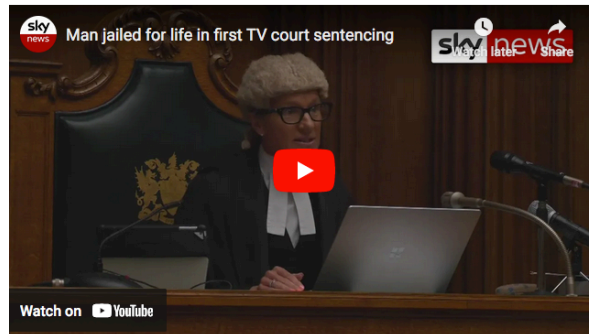 sky
news
Man jailed for life in first TV court sentencing
sky news
Watch later
Share
Watch on YouTube